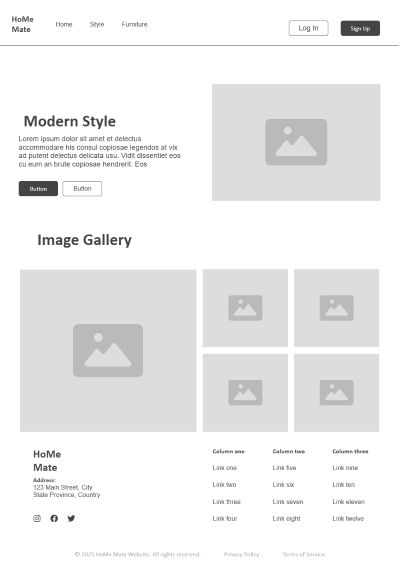 HoMe
Mate
Home
Style
Furniture
Log In
Sign Up
Modern Style
Lorem ipsum dolor sit amet et delectus
accommodare his consul copiosae legendos at vix
ad putent delectus delicata usu. Vidit dissentiet eos
cu eum an brute copiosae hendrerit. Eos
Button
Button
Image Gallery
HoMe
Mate
Address:
123 Main Street, City
State Province, Country
Column one
Link one
Link two
Link three
Link four
Column two
Link five
Link six
Link seven
Link eight
Column three
Link nine
Link ten
Link eleven
Link twelve
© 2025 HoMe Mate Website. All rights reserved.
Privacy Policy
Terms of Service